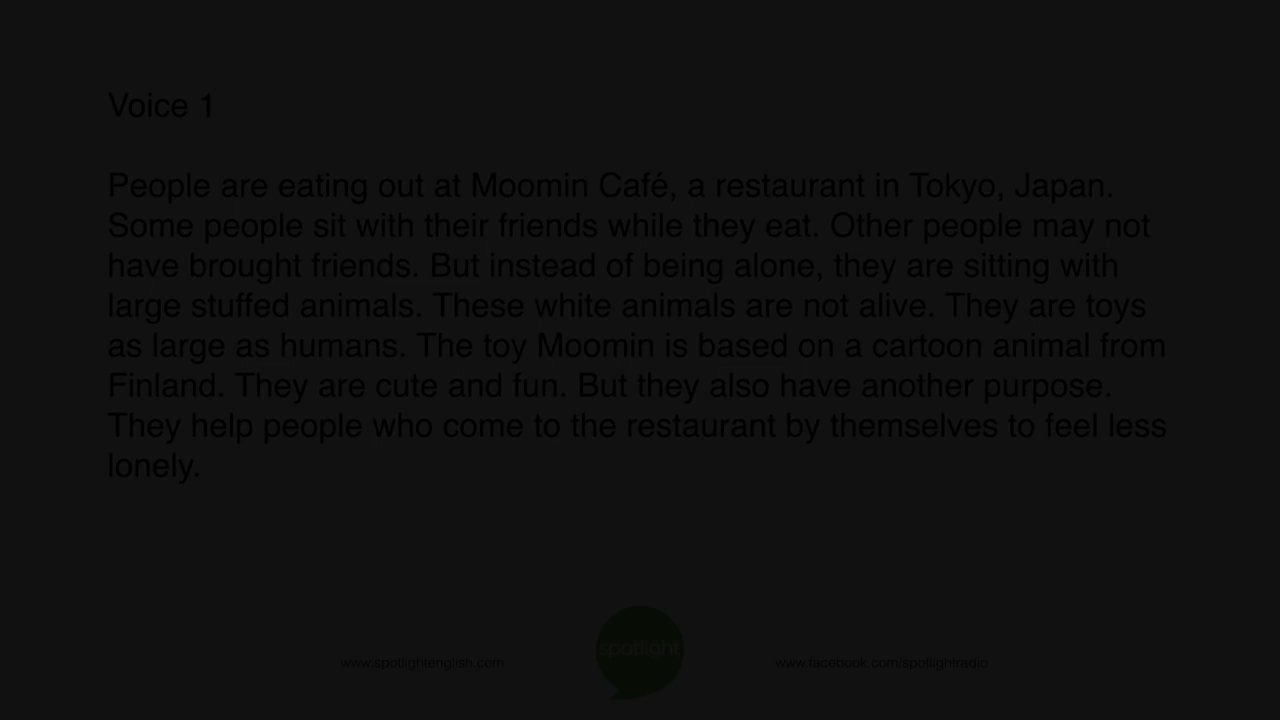 Voice 1
People are eating out at Moomin Café, a restaurant in Tokyo, Japan.
Some people sit with their friends while they eat. Other people may not
have brought friends. But instead of being alone, they are sitting with
large stuffed animals. These white animals are not alive. They are toys
as large as humans. The toy Moomin is based on a cartoon animal from
Finland. They are cute and fun. But they also have another purpose.
They help people who come to the restaurant by themselves to feel less
lonely.
spotlight
www.spotlightenglish.com
www.facebook.com/spotlightradio